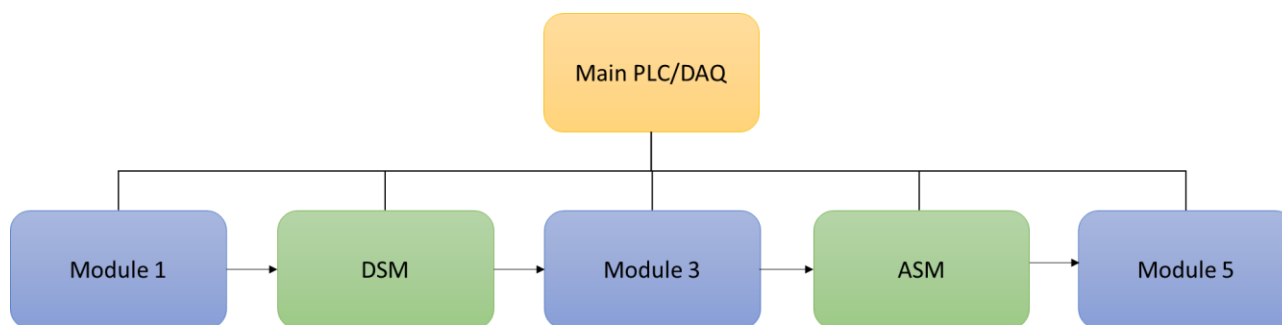 Main PLC/DAQ
Module 1
DSM
Module 3
ASM
Module 5